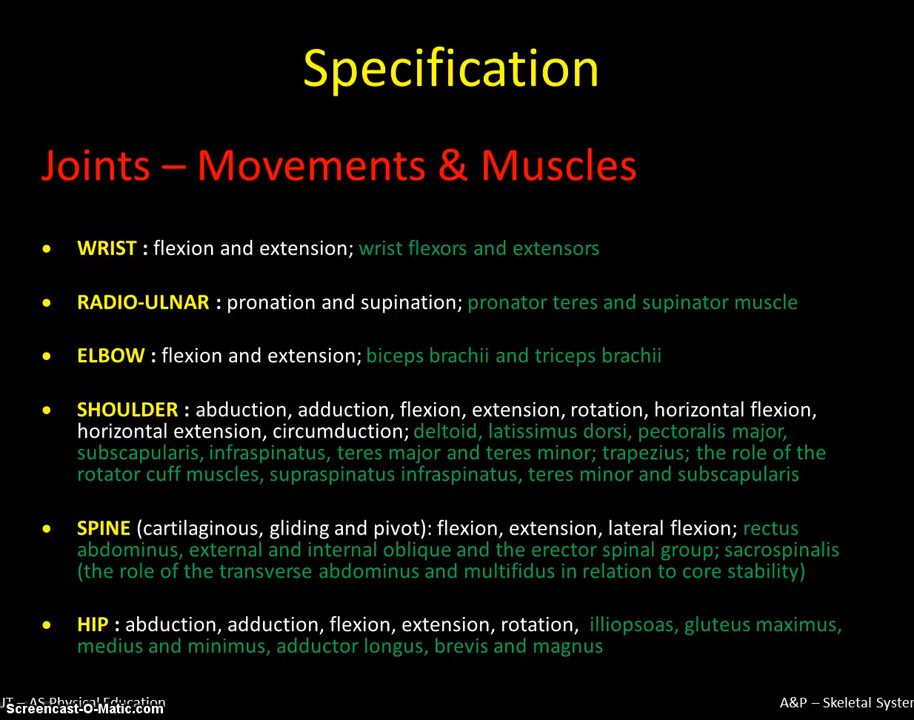 Specification
Joints – Movements & Muscles
• WRIST : flexion and extension; wrist flexors and extensors
• RADIO-ULNAR : pronation and supination; pronator teres and supinator muscle
• ELBOW : flexion and extension; biceps brachii and triceps brachii
• SHOULDER : abduction, adduction, flexion, extension, rotation, horizontal flexion,
horizontal extension, circumduction; deltoid, latissimus dorsi, pectoralis major,
subscapularis, infraspinatus, teres major and teres minor; trapezius; the role of the
rotator cuff muscles, supraspinatus infraspinatus, teres minor and subscapularis
• SPINE (cartilaginous, gliding and pivot): flexion, extension, lateral flexion; rectus
abdominus, external and internal oblique and the erector spinal group; sacrospinalis
(the role of the transverse abdominus and multifidus in relation to core stability)
• HIP : abduction, adduction, flexion, extension, rotation, illiopsoas, gluteus maximus,
medius and minimus, adductor longus, brevis and magnus
JT – AS Physical Education
Screencast-O-Matic.com
A&P – Skeletal System